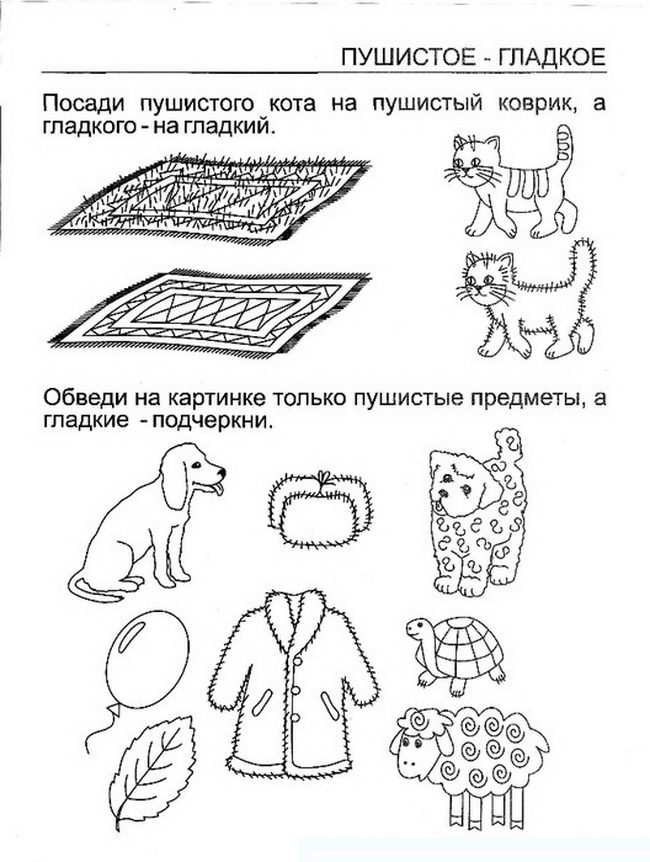 ПУШИСТОЕ - ГЛАДКОЕ
Посади пушистого кота на пушистый коврик, а
гладкого - на гладкий.
Обведи на картинке только пушистые предметы, а
гладкие - подчеркни.